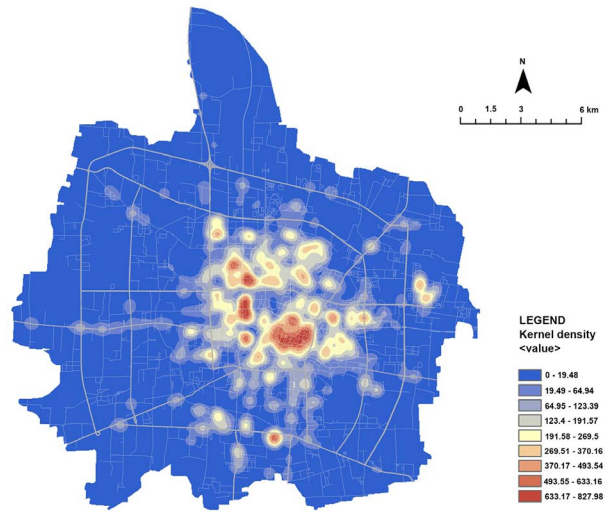 N
0 1.5 3 6 km
LEGEND
Kernel density
<value>
0 - 19.48
19.49 - 64.94
64.95 - 123.39
123.4 - 191.57
191.58 - 269.5
269.51 - 370.16
370.17 - 493.54
493.55 - 633.16
633.17 - 827.98